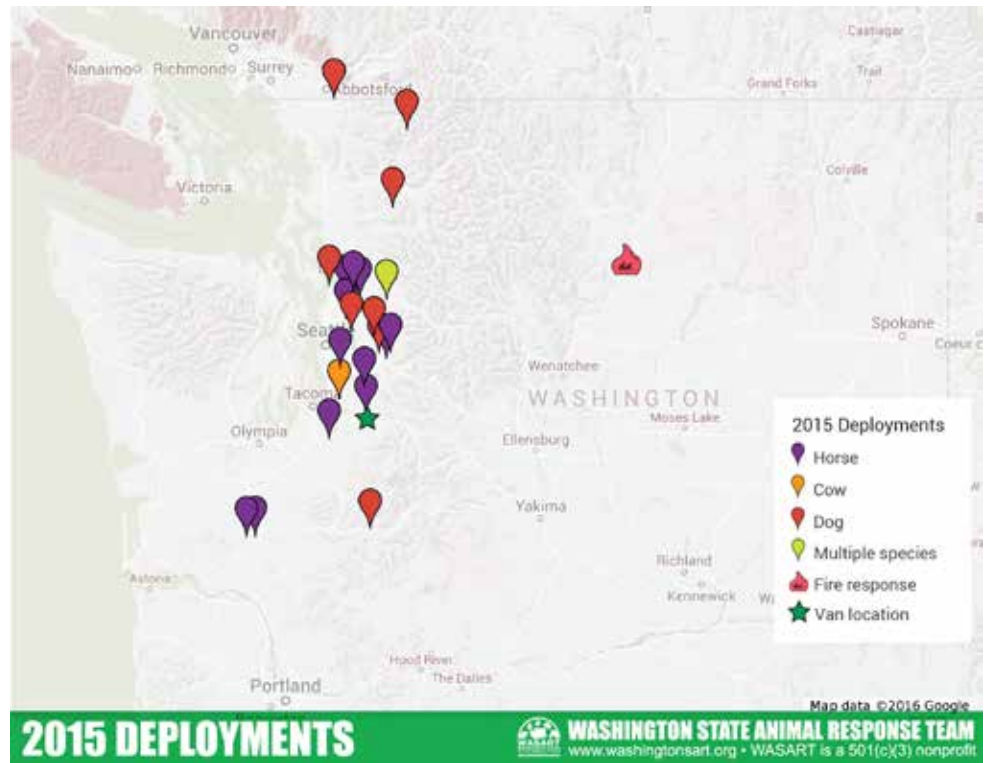 Vancouver
Castlegar
Nanaimo Richmond Surrey
Trail
Grand Forks
Abbotsford
Colville
Victoria
Spokane
Seattle
Coeur d
Wenatchee
WASHINGTON
Tacoma
Moses Lake
Olympia
Ellensburg
Yakima
Richland
Kennewick
Astoria
Hood River
The Dalles
Portland
2015 Deployments
Horse
Cow
Dog
Multiple species
Fire response
Van location
Map data ©2016 Google
2015 DEPLOYMENTS
WASART
WASHINGTON STATE ANIMAL RESPONSE TEAM
www.washingtonsart.org • WASART is a 501(c)(3) nonprofit